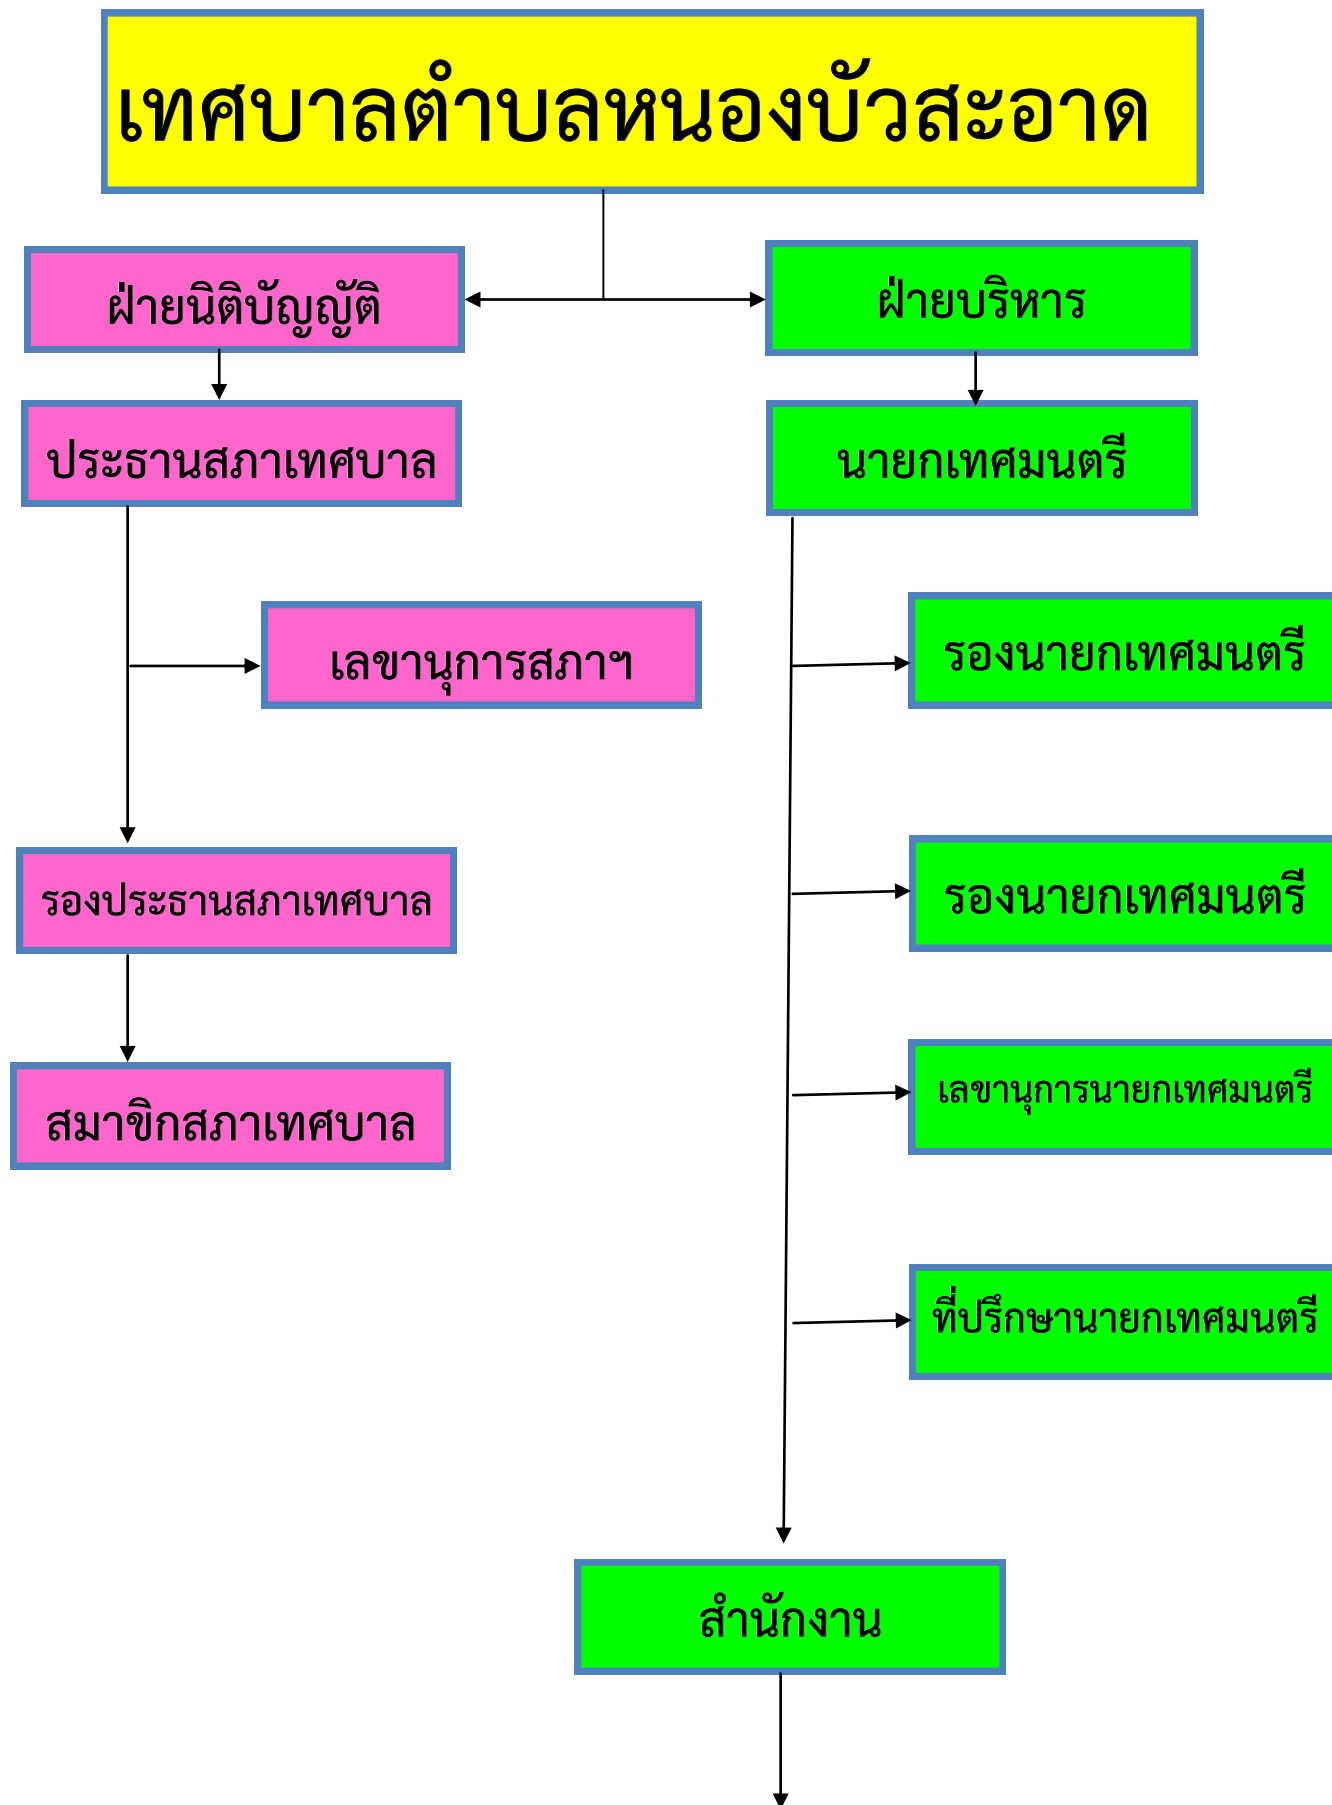 เทศบาลตำบลหนองบัวสะอาด
ฝ่ายนิติบัญญัติ
ฝ่ายบริหาร
ประธานสภาเทศบาล
นายกเทศมนตรี
เลขานุการสภาฯ
รองนายกเทศมนตรี
รองประธานสภาเทศบาล
รองนายกเทศมนตรี
สมาขิกสภาเทศบาล
เลขานุการนายกเทศมนตรี
ที่ปรึกษานายกเทศมนตรี
สำนักงาน